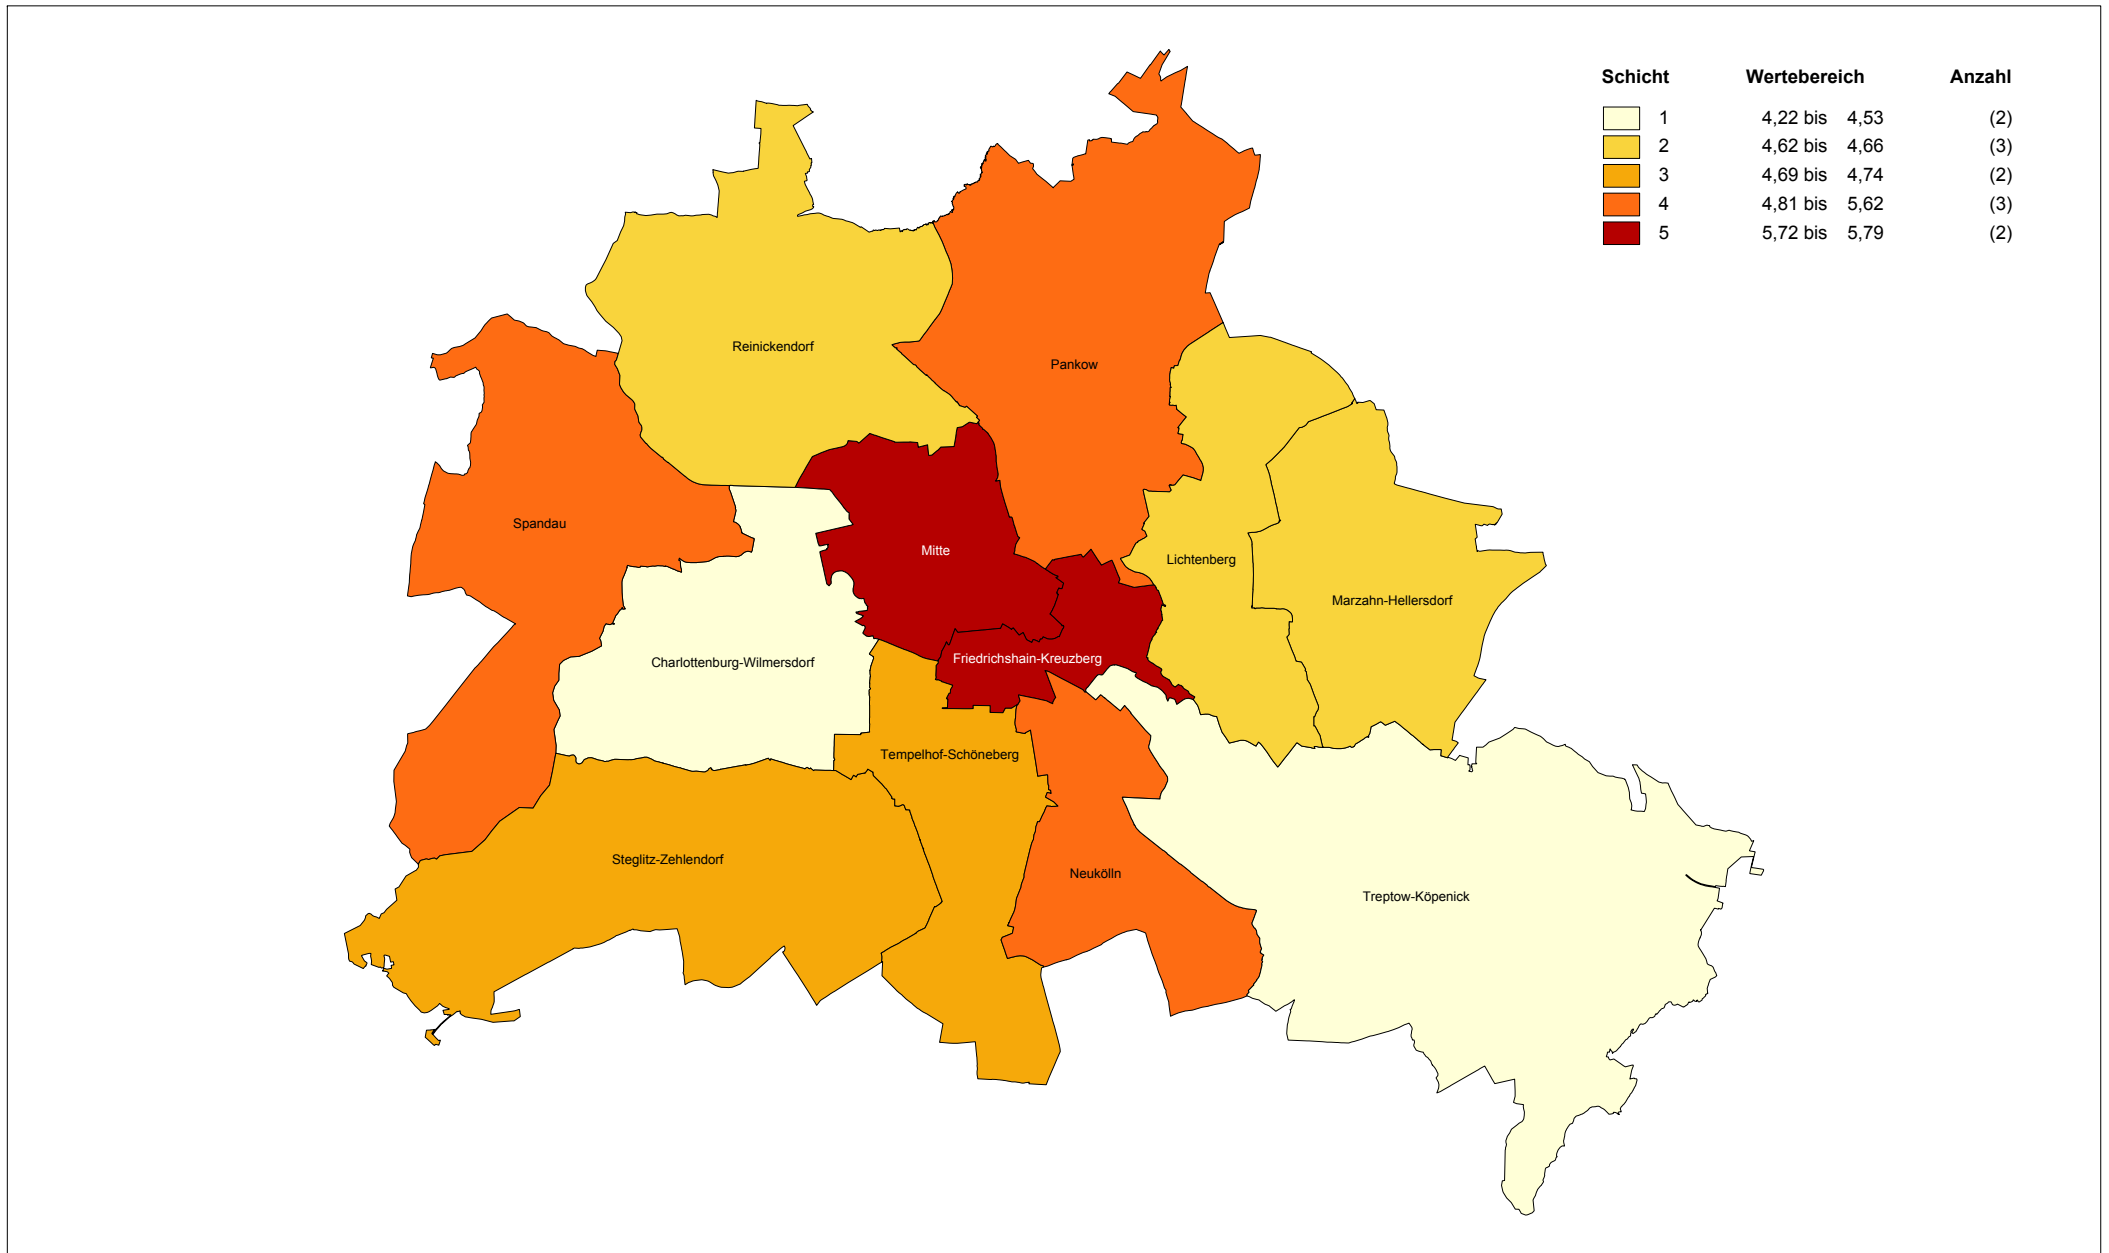 Schicht Wertebereich Anzahl
1 4,22 bis 4,53 (2)
2 4,62 bis 4,66 (3)
3 4,69 bis 4,74 (2)
4 4,81 bis 5,62 (3)
5 5,72 bis 5,79 (2)
Reinickendorf
Pankow
Spandau
Mitte
Lichtenberg
Marzahn-Hellersdorf
Charlottenburg-Wilmersdorf
Friedrichshain-Kreuzberg
Tempelhof-Schöneberg
Steglitz-Zehlendorf
Neukölln
Treptow-Köpenick